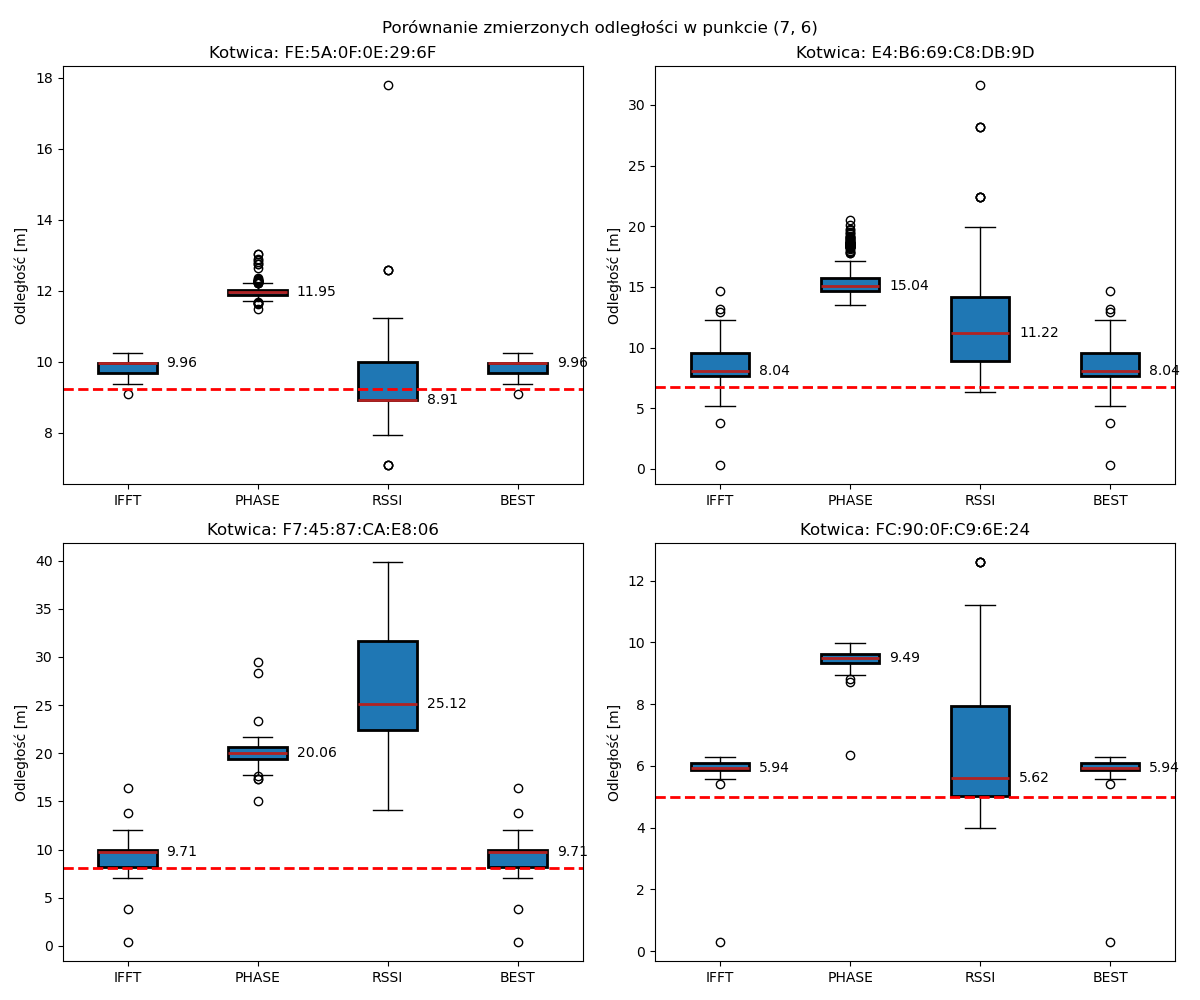 Porównanie zmierzonych odległości w punkcie (7, 6)
Kotwica: FE:5A:0F:0E:29:6F
Odległość [m]
18
16
14
12
10
8
9.96
11.95
8.91
9.96
IFFT
PHASE
RSSI
BEST
Kotwica: E4:B6:69:C8:DB:9D
Odległość [m]
30
25
20
15
10
5
0
8.04
15.04
11.22
8.04
IFFT
PHASE
RSSI
BEST
Kotwica: F7:45:87:CA:E8:06
Odległość [m]
40
35
30
25
20
15
10
5
0
9.71
20.06
25.12
9.71
IFFT
PHASE
RSSI
BEST
Kotwica: FC:90:0F:C9:6E:24
Odległość [m]
12
10
8
6
4
2
0
5.94
9.49
5.62
5.94
IFFT
PHASE
RSSI
BEST